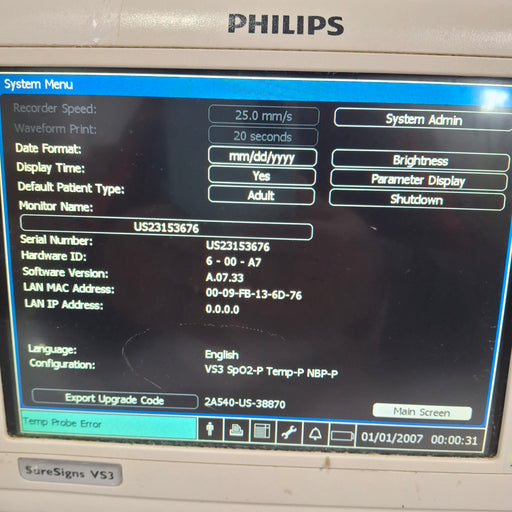 PHILIPS
System Menu
Recorder Speed: 25.0 mm/s System Admin
Waveform Print: 20 seconds
Date Format: mm/dd/yyyy Brightness
Display Time: Yes Parameter Display
Default Patient Type: Adult Shutdown
Monitor Name:
US23153676
Serial Number: US23153676
Hardware ID: 6 - 00 - A7
Software Version: A.07.33
LAN MAC Address: 00-09-FB-13-6D-76
LAN IP Address: 0.0.0.0
Language: English
Configuration: VS3 SpO2-P Temp-P NBP-P
Export Upgrade Code 2A540-US-38870 Main Screen
Temp Probe Error 01/01/2007 00:00:31
SureSigns VS3